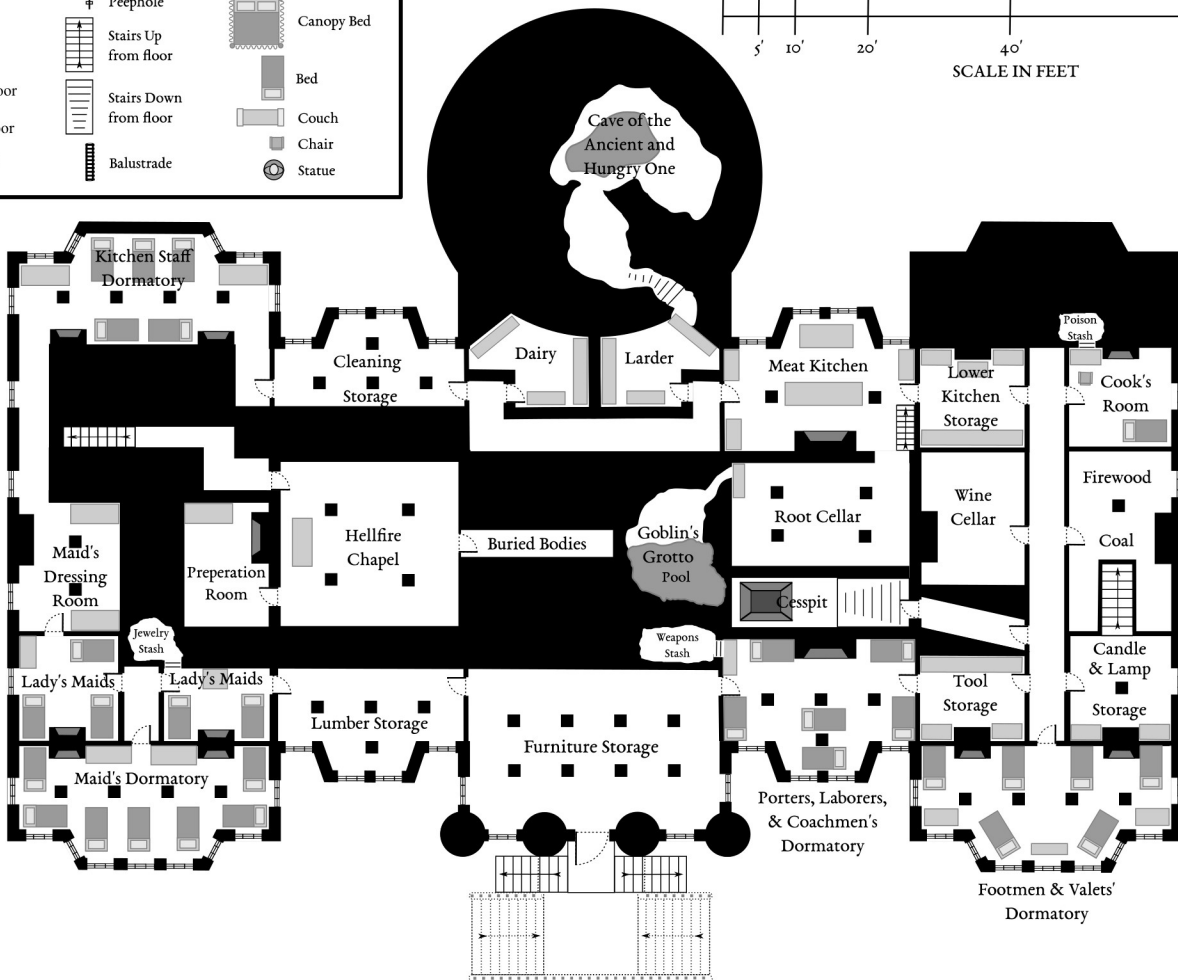 Peephole
Stairs Up
from floor
Stairs Down
from floor
Balustrade
Canopy Bed
Bed
Couch
Chair
Statue
5'
10'
20'
40'
SCALE IN FEET
Cave of the
Ancient and
Hungry One
Kitchen Staff
Dormatory
Cleaning
Storage
Dairy
Larder
Meat Kitchen
Lower
Kitchen
Storage
Poison
Stash
Cook's
Room
Hellfire
Chapel
Buried Bodies
Goblin's
Grotto
Pool
Root Cellar
Wine
Cellar
Firewood
Coal
Maid's
Dressing
Room
Preperation
Room
Cesspit
Jewelry
Stash
Weapons
Stash
Lady's Maids
Lady's Maids
Lumber Storage
Furniture Storage
Tool
Storage
Candle
& Lamp
Storage
Maid's Dormatory
Porters, Laborers,
& Coachmen's
Dormatory
Footmen & Valets'
Dormatory